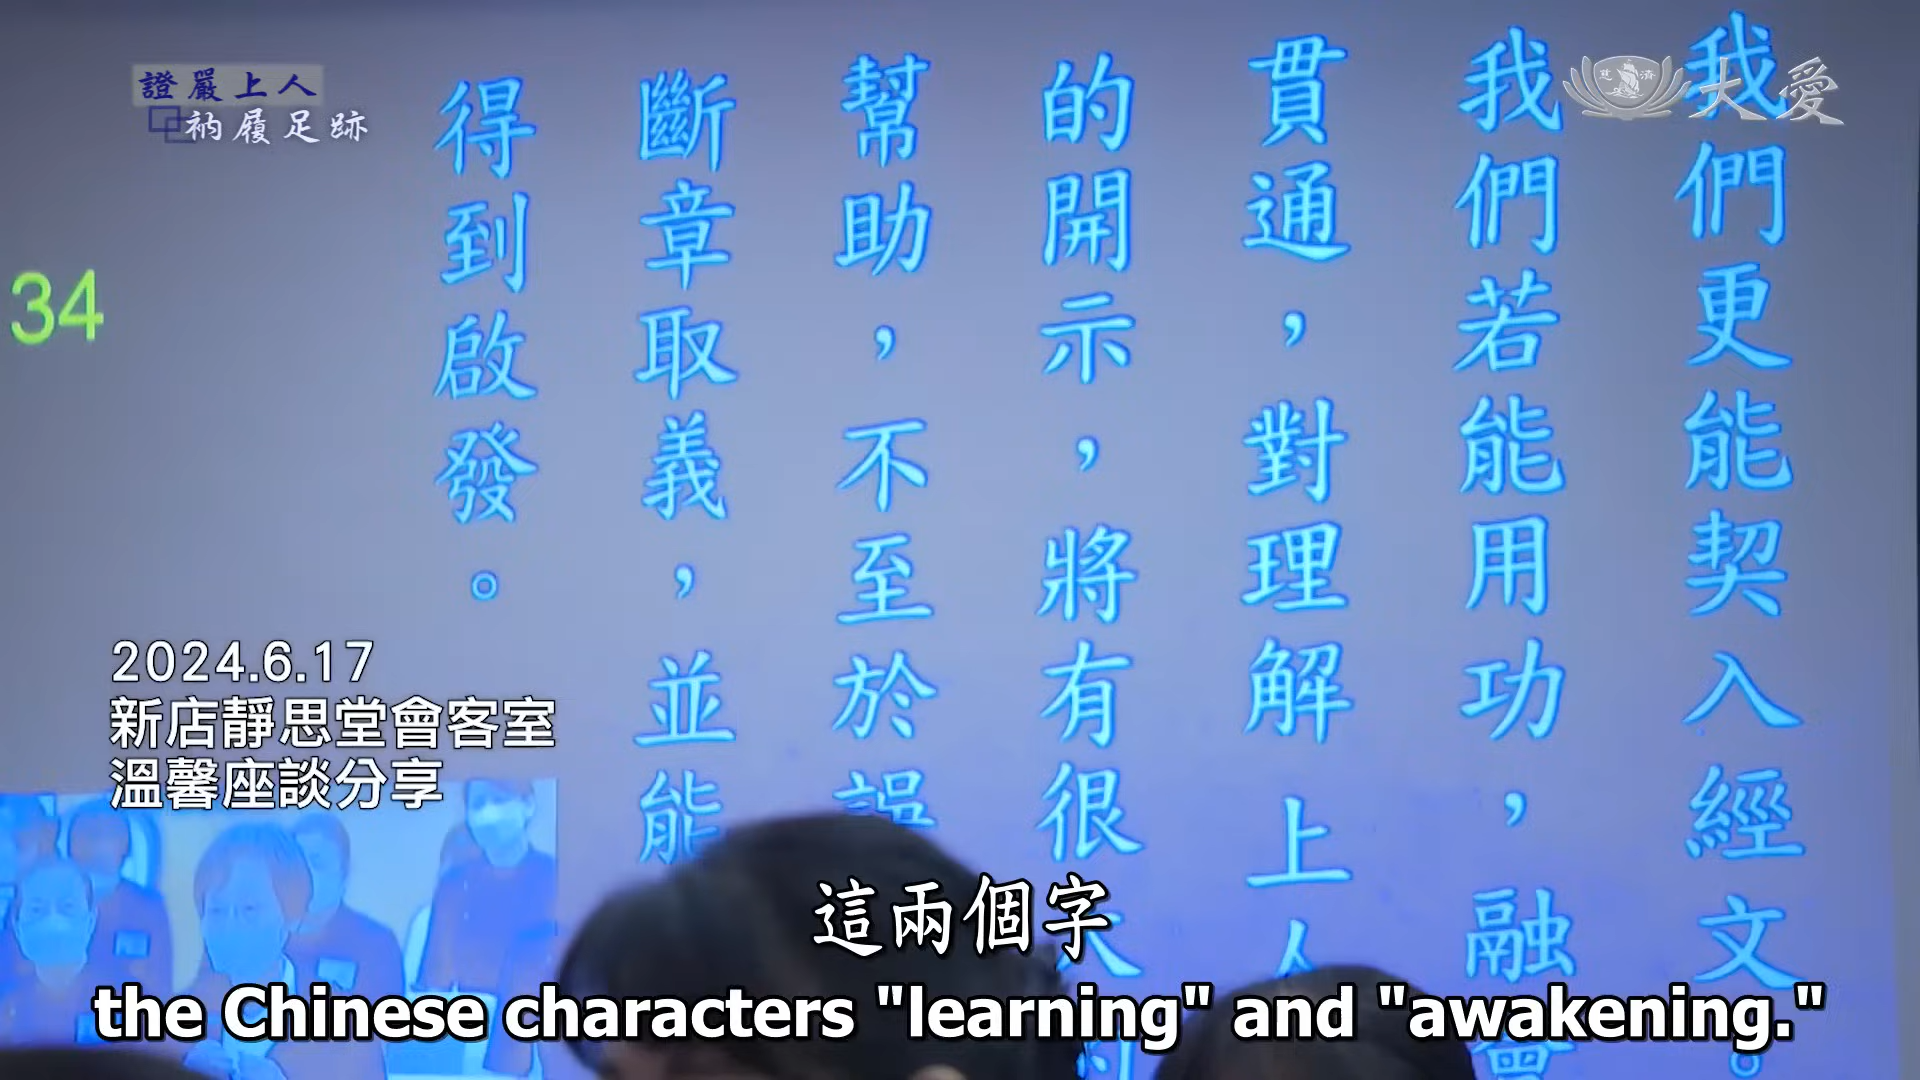 證嚴上人
衲履足跡
大愛
我們更能契入經文。
我們若能用功，融會
貫通，對理解上人
的開示，將有很大的
幫助，不至於誤
斷章取義，並能
得到啟發。
34
2024.6.17
新店靜思堂會客室
溫馨座談分享
這兩個字
the Chinese characters "learning" and "awakening."